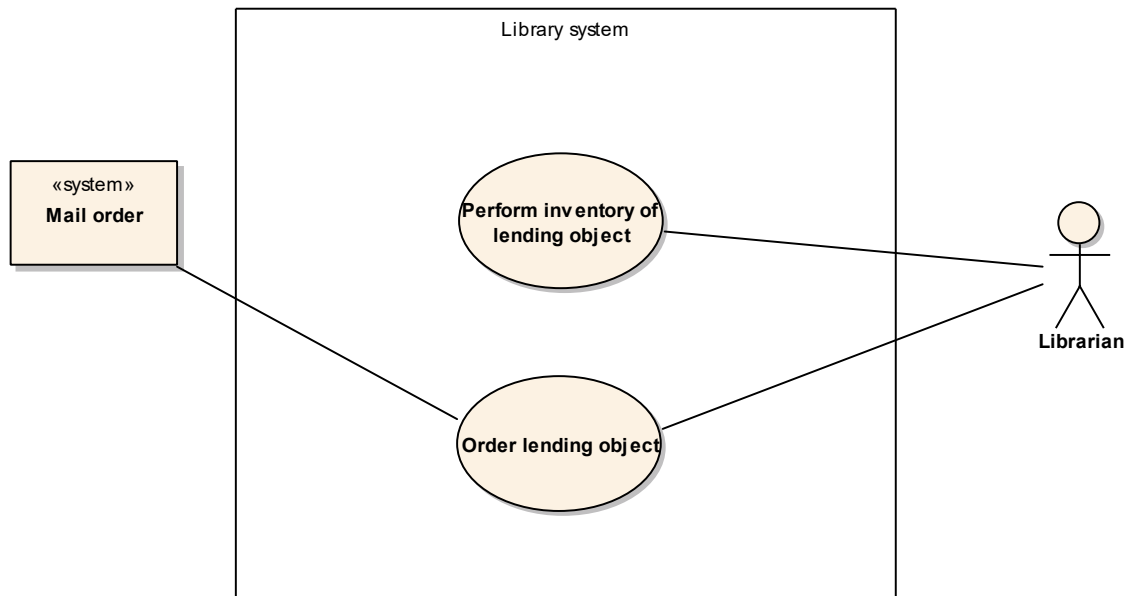 Library system
«system»
Mail order
Perform inventory of
lending object
Librarian
Order lending object